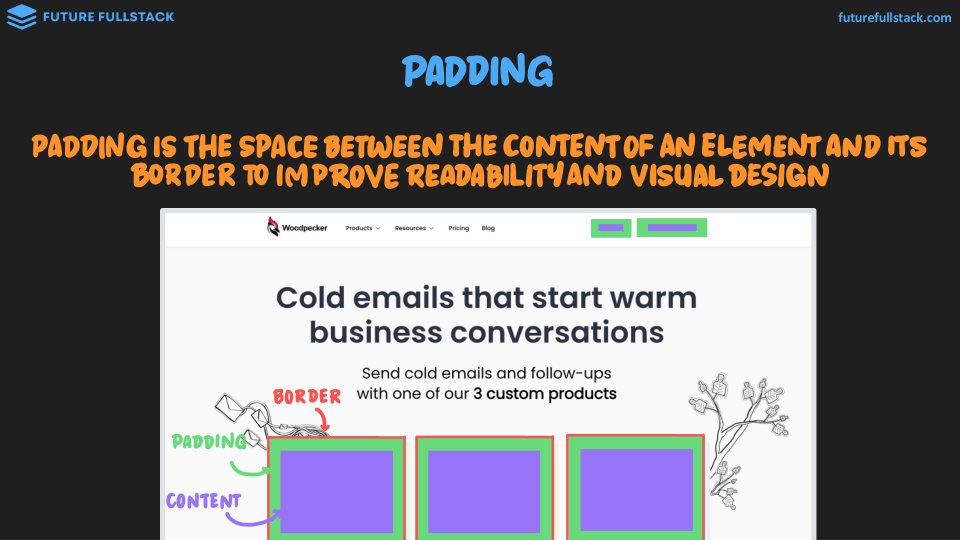 FUTURE FULLSTACK
futurefullstack.com
PADDING
PADDING IS THE SPACE BETWEEN THE CONTENT OF AN ELEMENT AND ITS
BORDER TO IMPROVE READABILITY AND VISUAL DESIGN
Woodpecker
Products
Resources
Pricing
Blog
Cold emails that start warm
business conversations
Send cold emails and follow-ups
with one of our 3 custom products
BORDER
PADDING
CONTENT